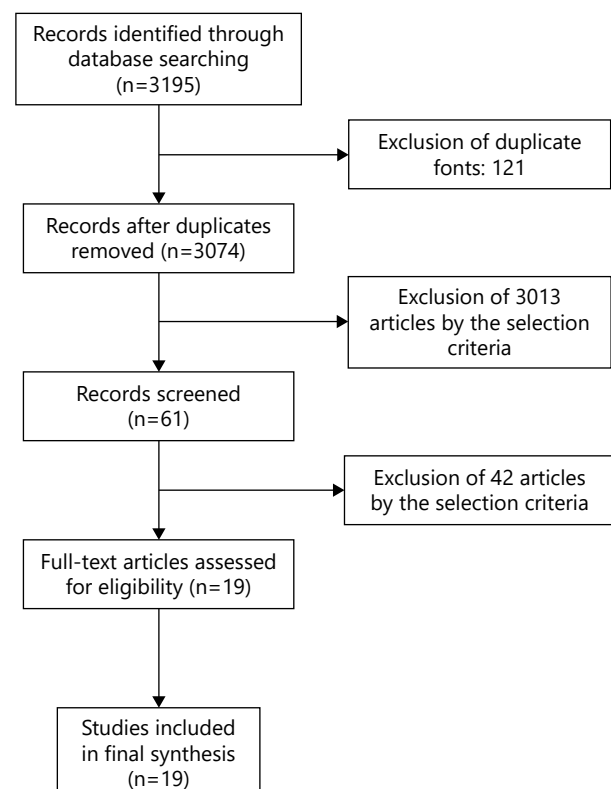 Records identified through
database searching
(n=3195)
Exclusion of duplicate
fonts: 121
Records after duplicates
removed (n=3074)
Exclusion of 3013
articles by the selection
criteria
Records screened
(n=61)
Exclusion of 42 articles
by the selection criteria
Full-text articles assessed
for eligibility (n=19)
Studies included
in final synthesis
(n=19)